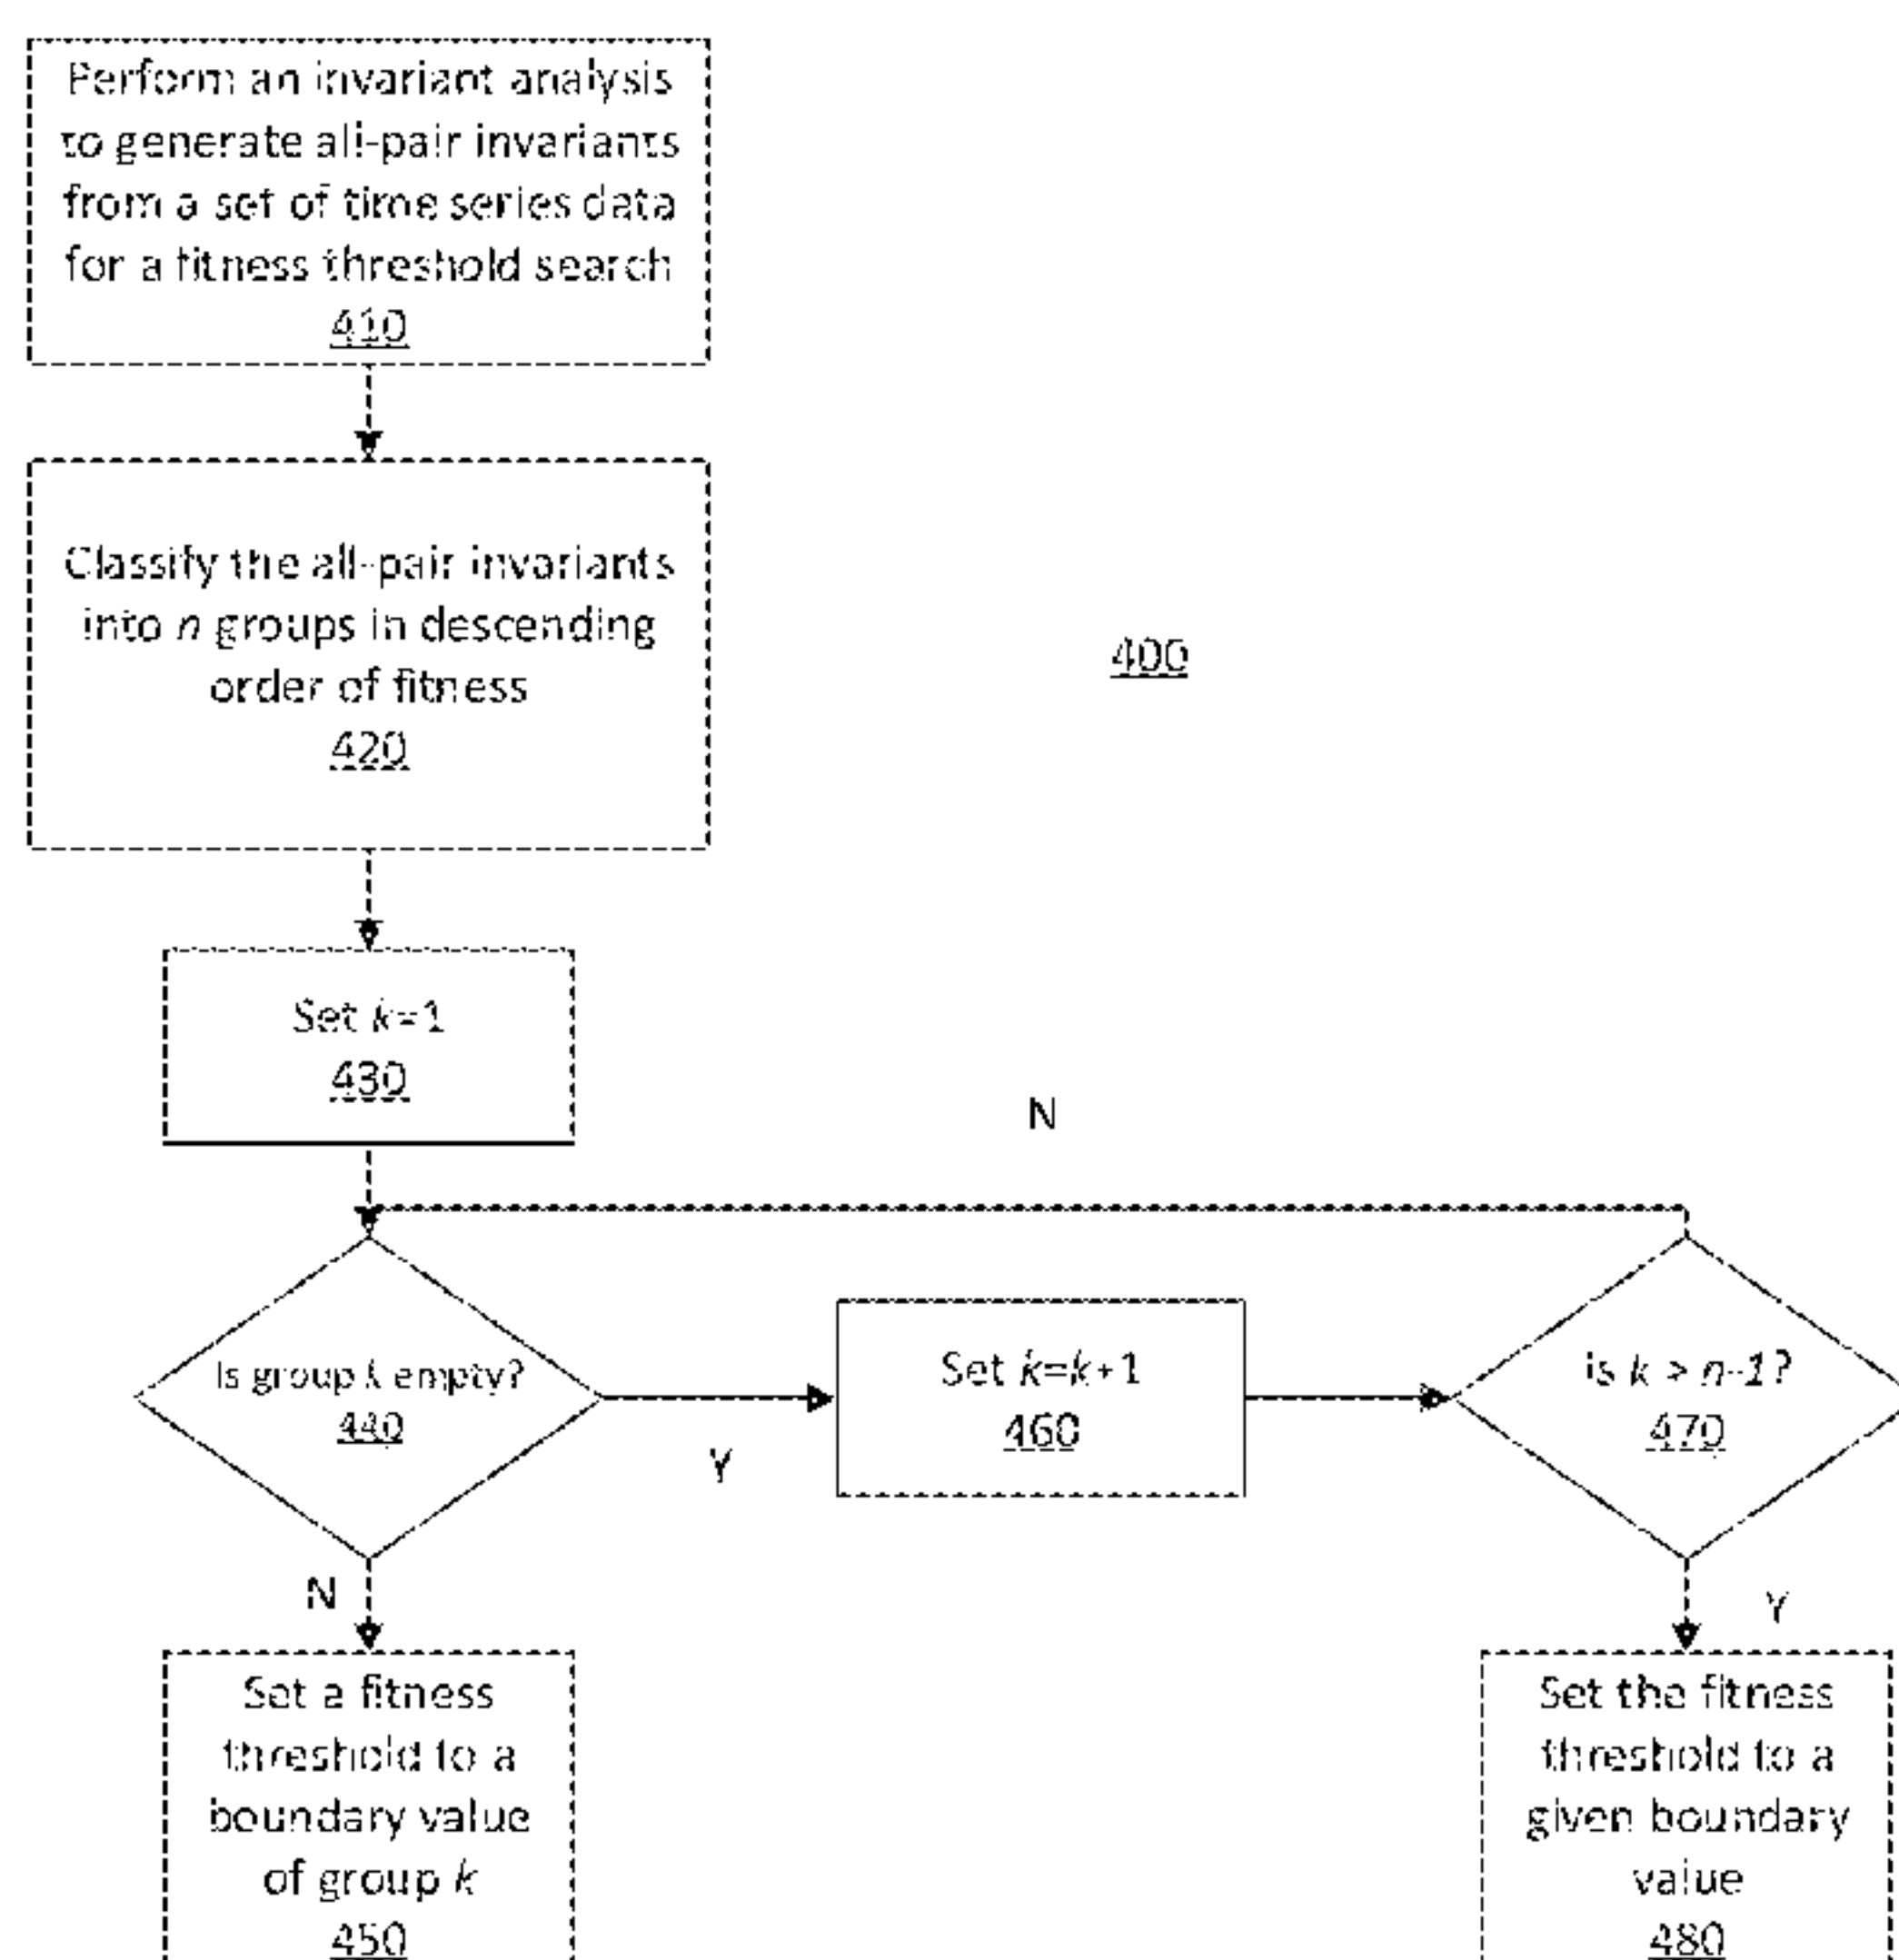 Perform an invariant analysis
to generate all-pair invariants
from a set of time series data
for a fitness threshold search
410
Classify the all-pair invariants
into n groups in descending
order of fitness
420
400
Set k=1
430
N
Is group k empty?
440
Y
Set k=k+1
460
is k > n-1?
470
N
Set a fitness
threshold to a
boundary value
of group k
450
Y
Set the fitness
threshold to a
given boundary
value
480